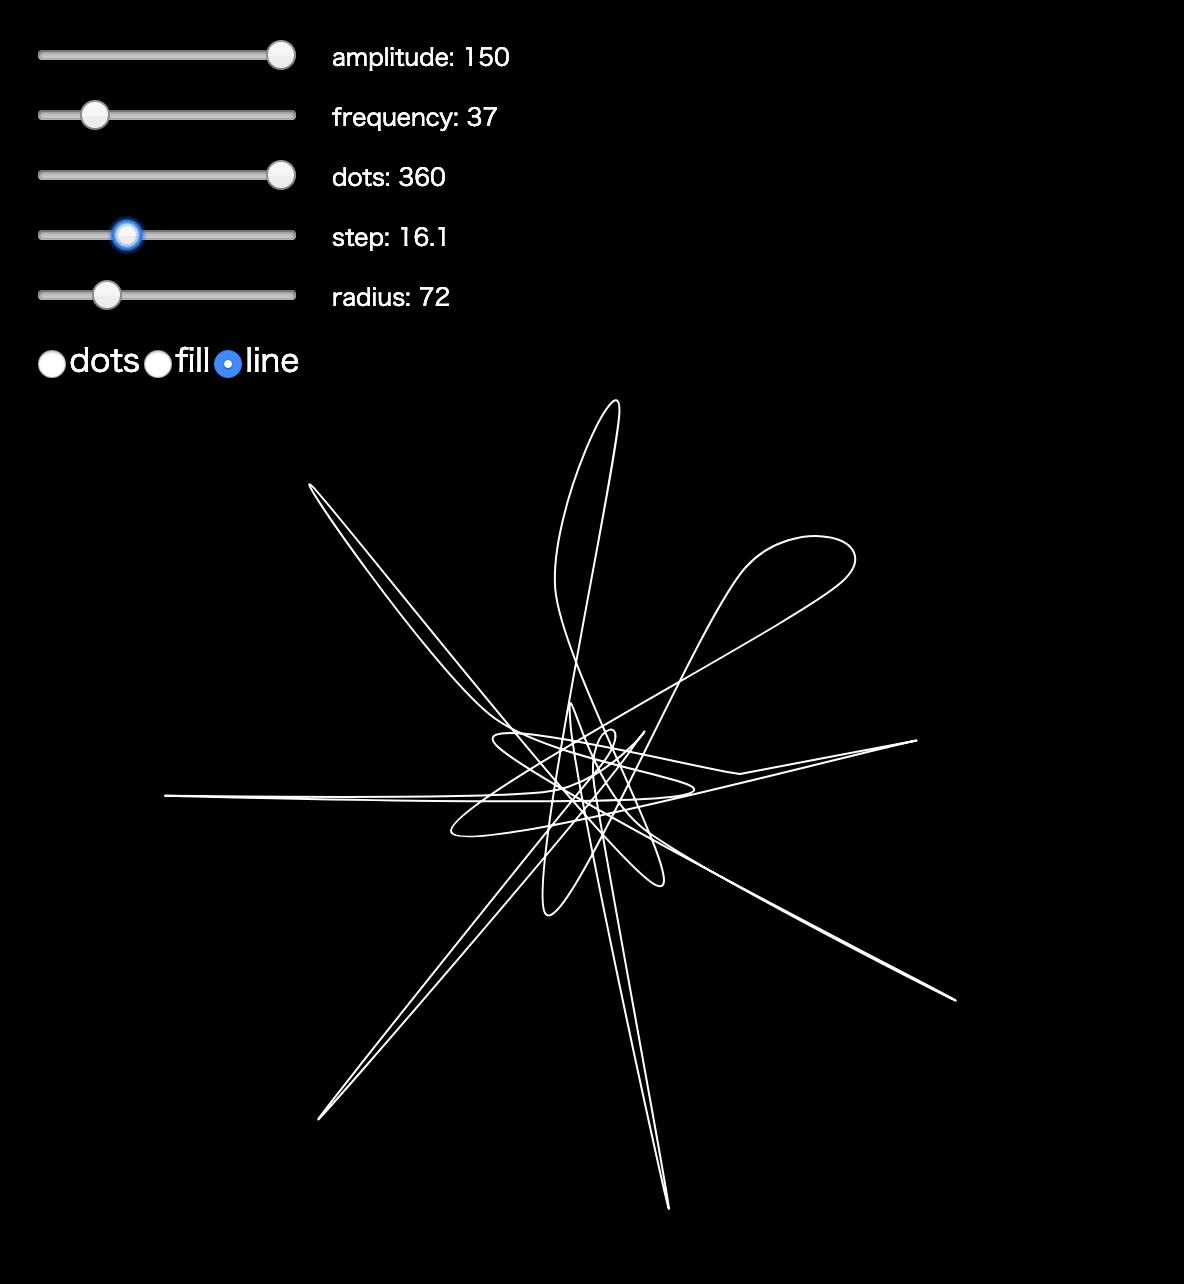 amplitude: 150
frequency: 37
dots: 360
step: 16.1
radius: 72
dots fill line